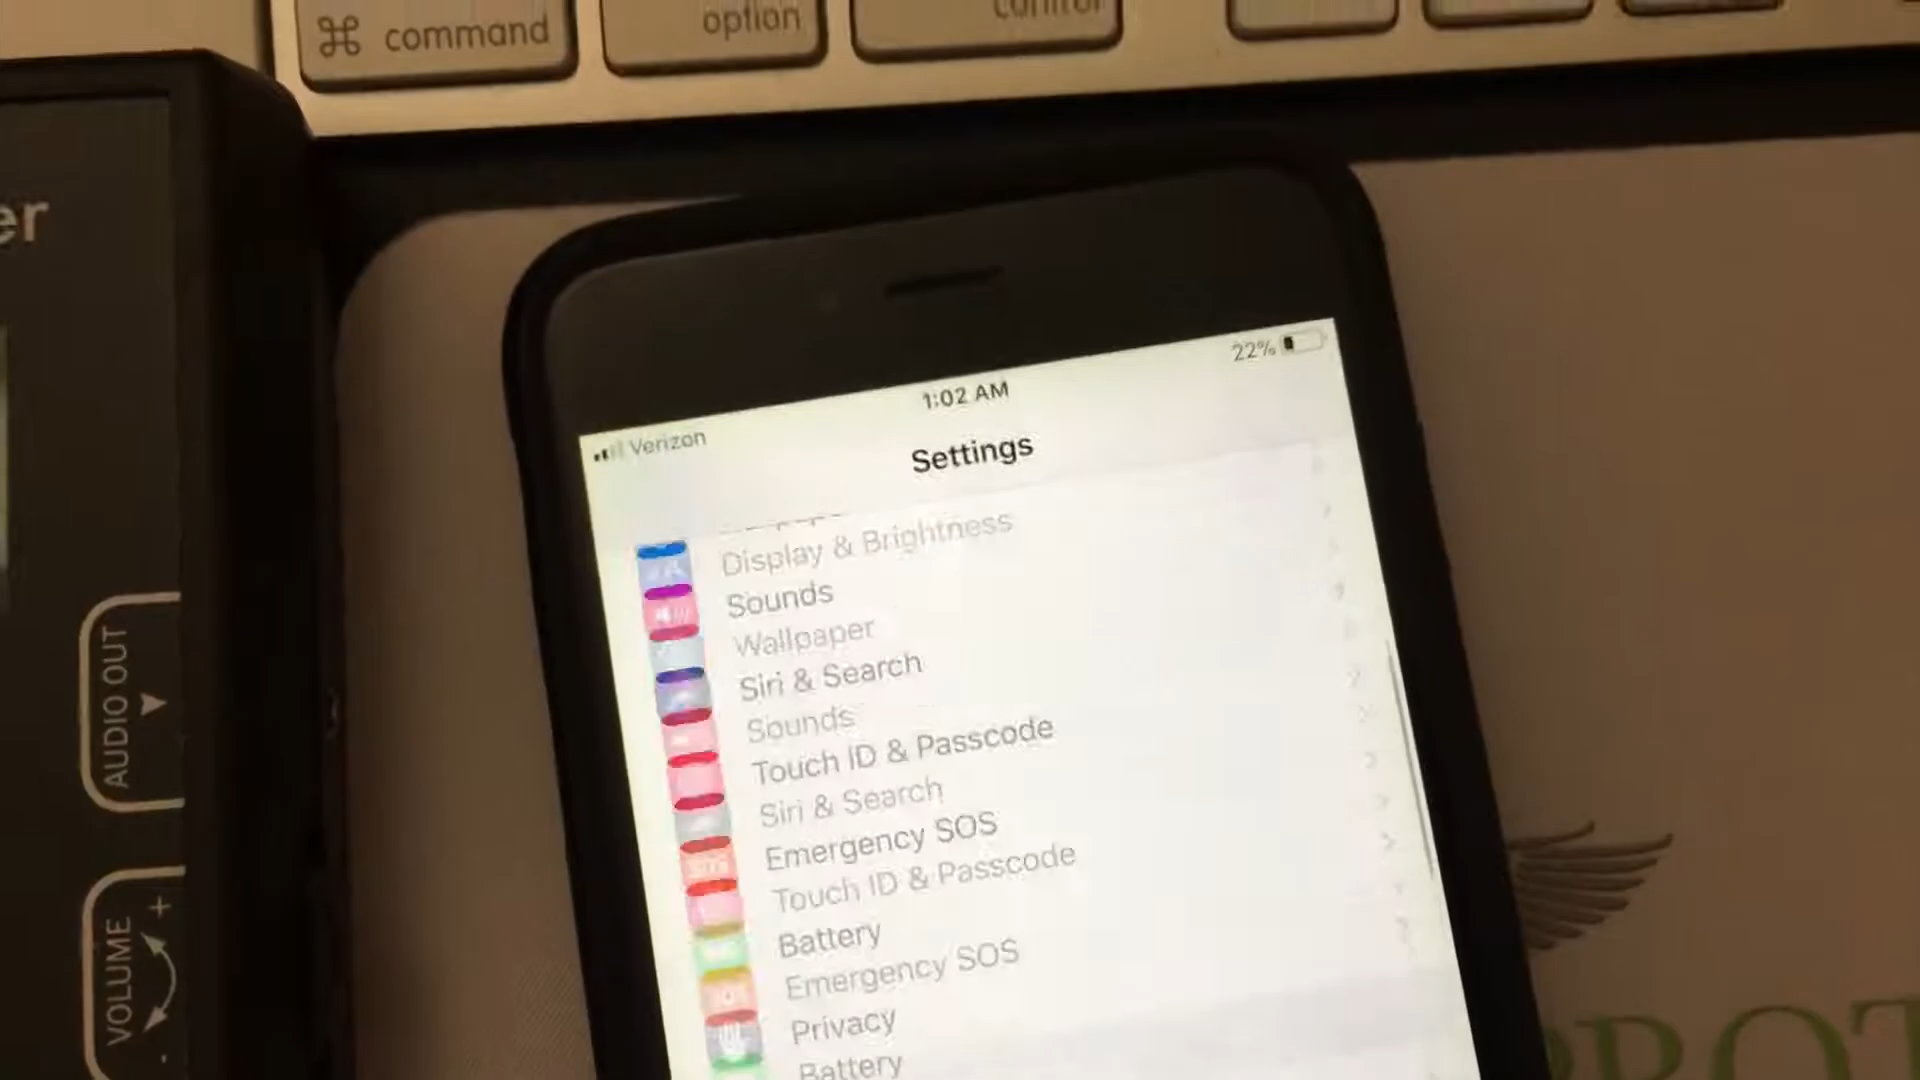 ⌘ command
option
control
er
22%
1:02 AM
Verizon
Settings
Display & Brightness
Sounds
Wallpaper
Siri & Search
Sounds
Touch ID & Passcode
Siri & Search
Emergency SOS
Touch ID & Passcode
Battery
Emergency SOS
Privacy
Battery
AUDIO OUT
VOLUME
- +